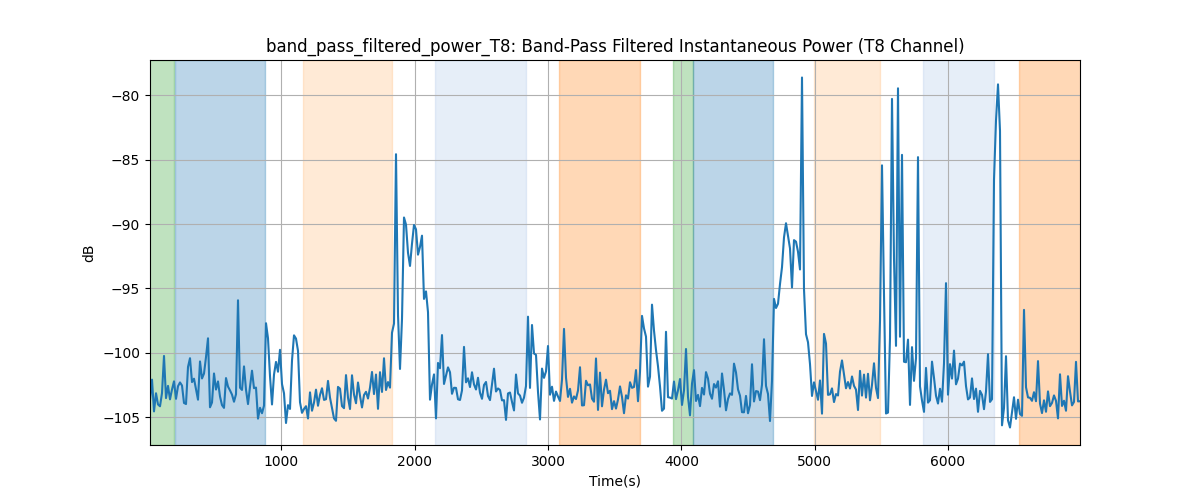 band_pass_filtered_power_T8: Band-Pass Filtered Instantaneous Power (T8 Channel)
−80
−85
−90
−95
−100
−105
dB
1000 2000 3000 4000 5000 6000
Time(s)